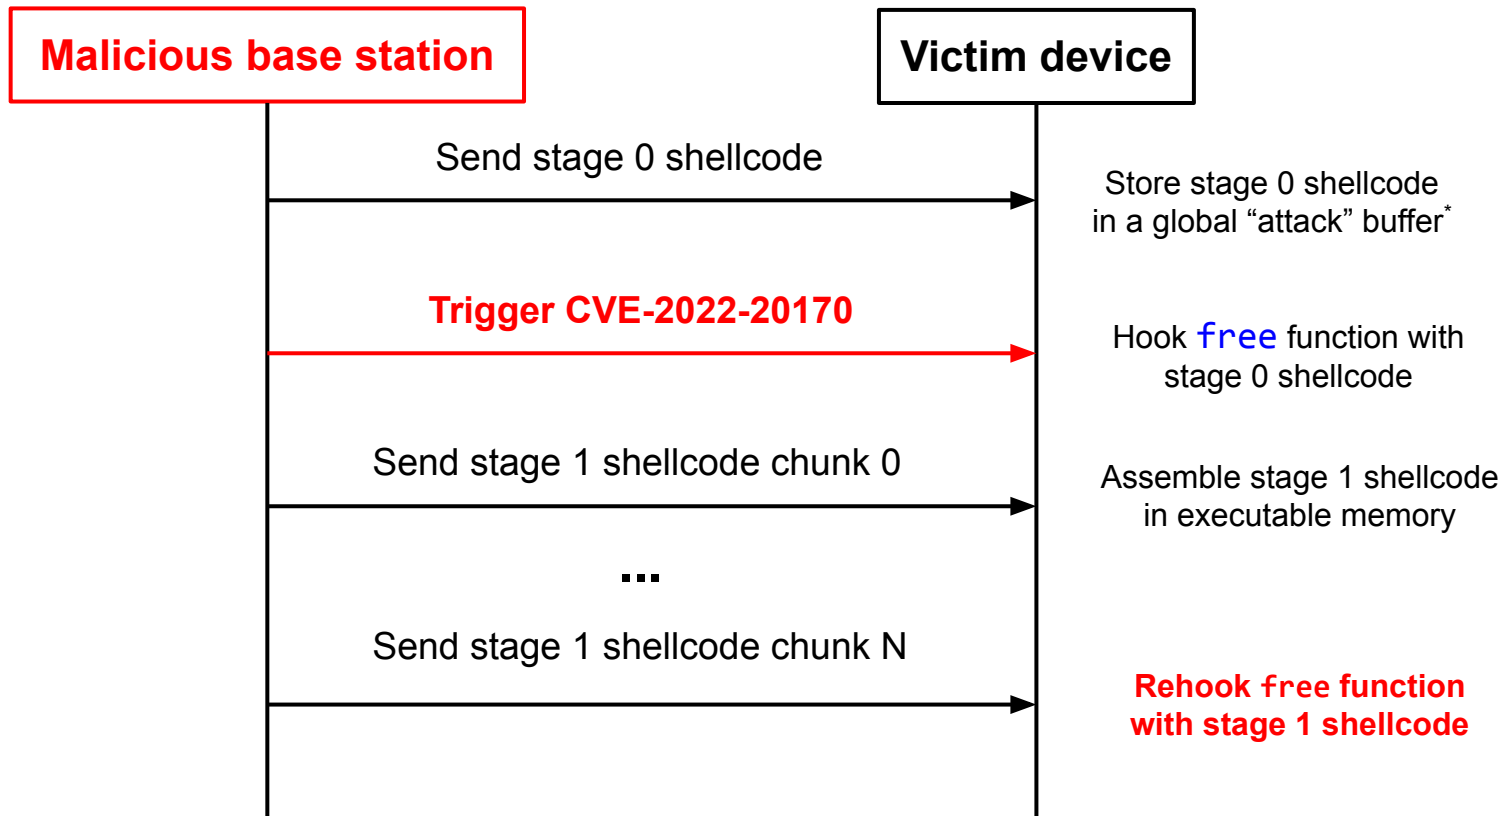 Malicious base station
Victim device
Send stage 0 shellcode
Store stage 0 shellcode
in a global “attack” buffer*
Trigger CVE-2022-20170
Hook free function with
stage 0 shellcode
Send stage 1 shellcode chunk 0
Assemble stage 1 shellcode
in executable memory
...
Send stage 1 shellcode chunk N
Rehook free function
with stage 1 shellcode